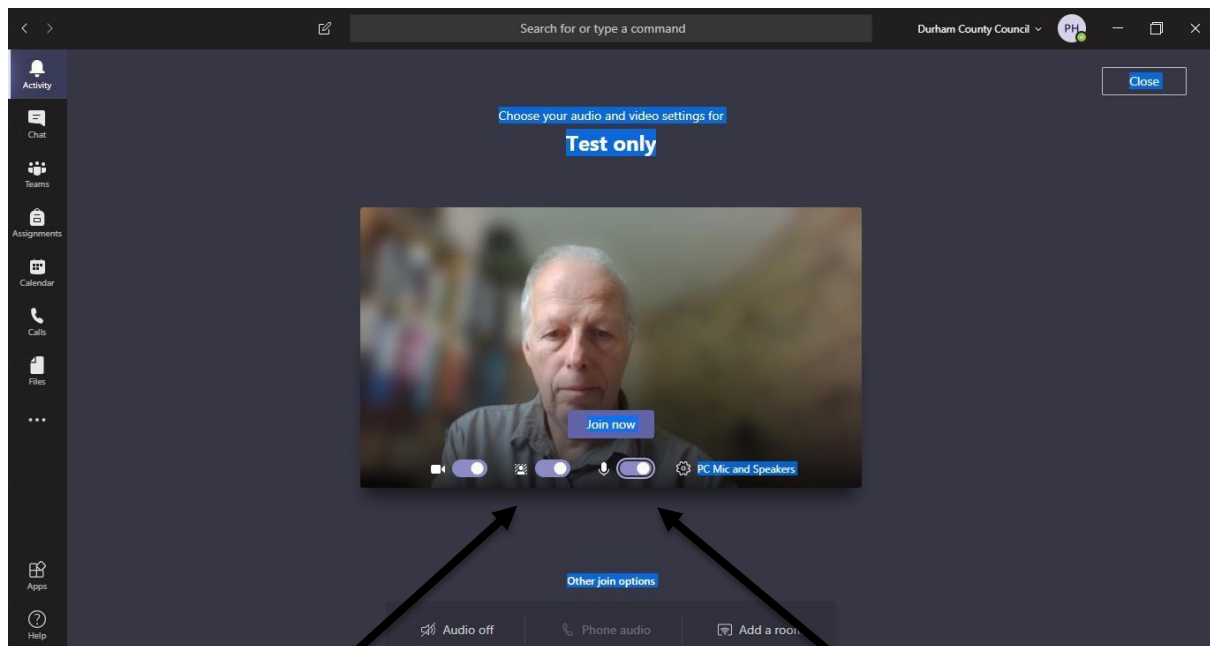 Search for or type a command
Durham County Council
PH
Activity
Chat
Teams
Assignments
Calendar
Calls
Files
Apps
Help
Close
Choose your audio and video settings for
Test only
Join now
PC Mic and Speakers
Other join options
Audio off
Phone audio
Add a room